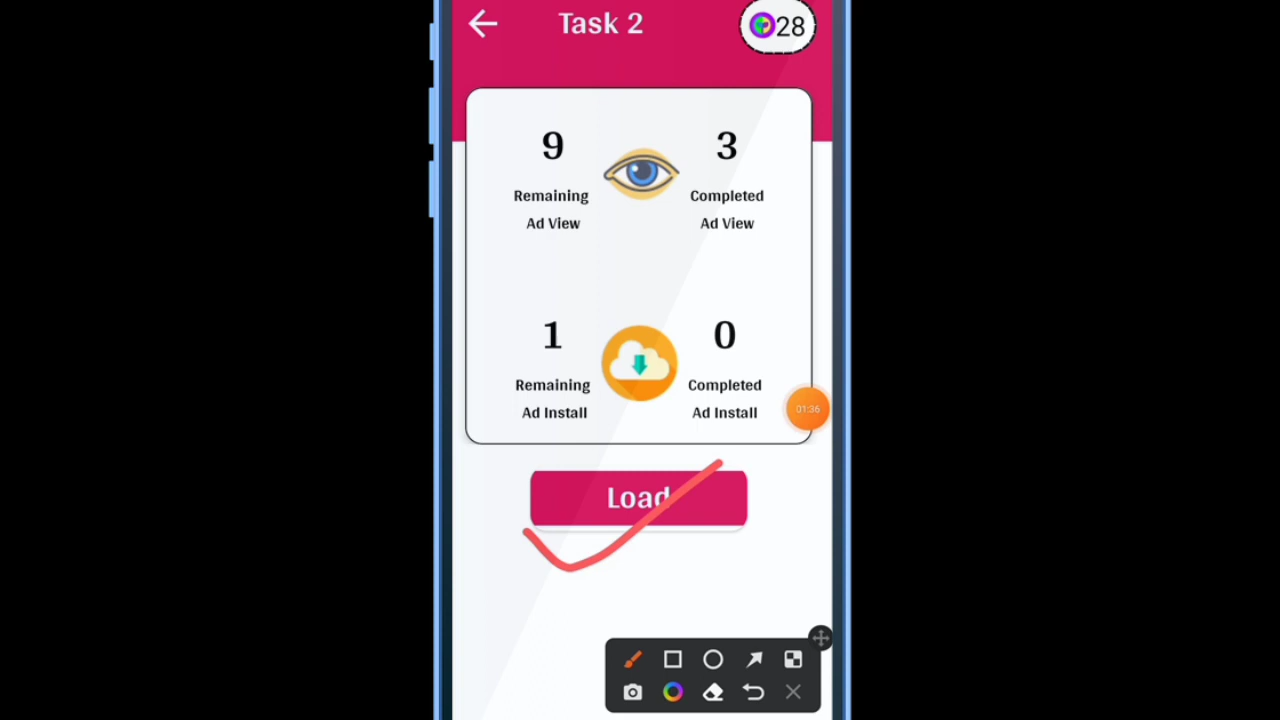 Task 2
28
9
3
Remaining
Completed
Ad View
Ad View
1
0
Remaining
Completed
Ad Install
Ad Install
01:36
Load